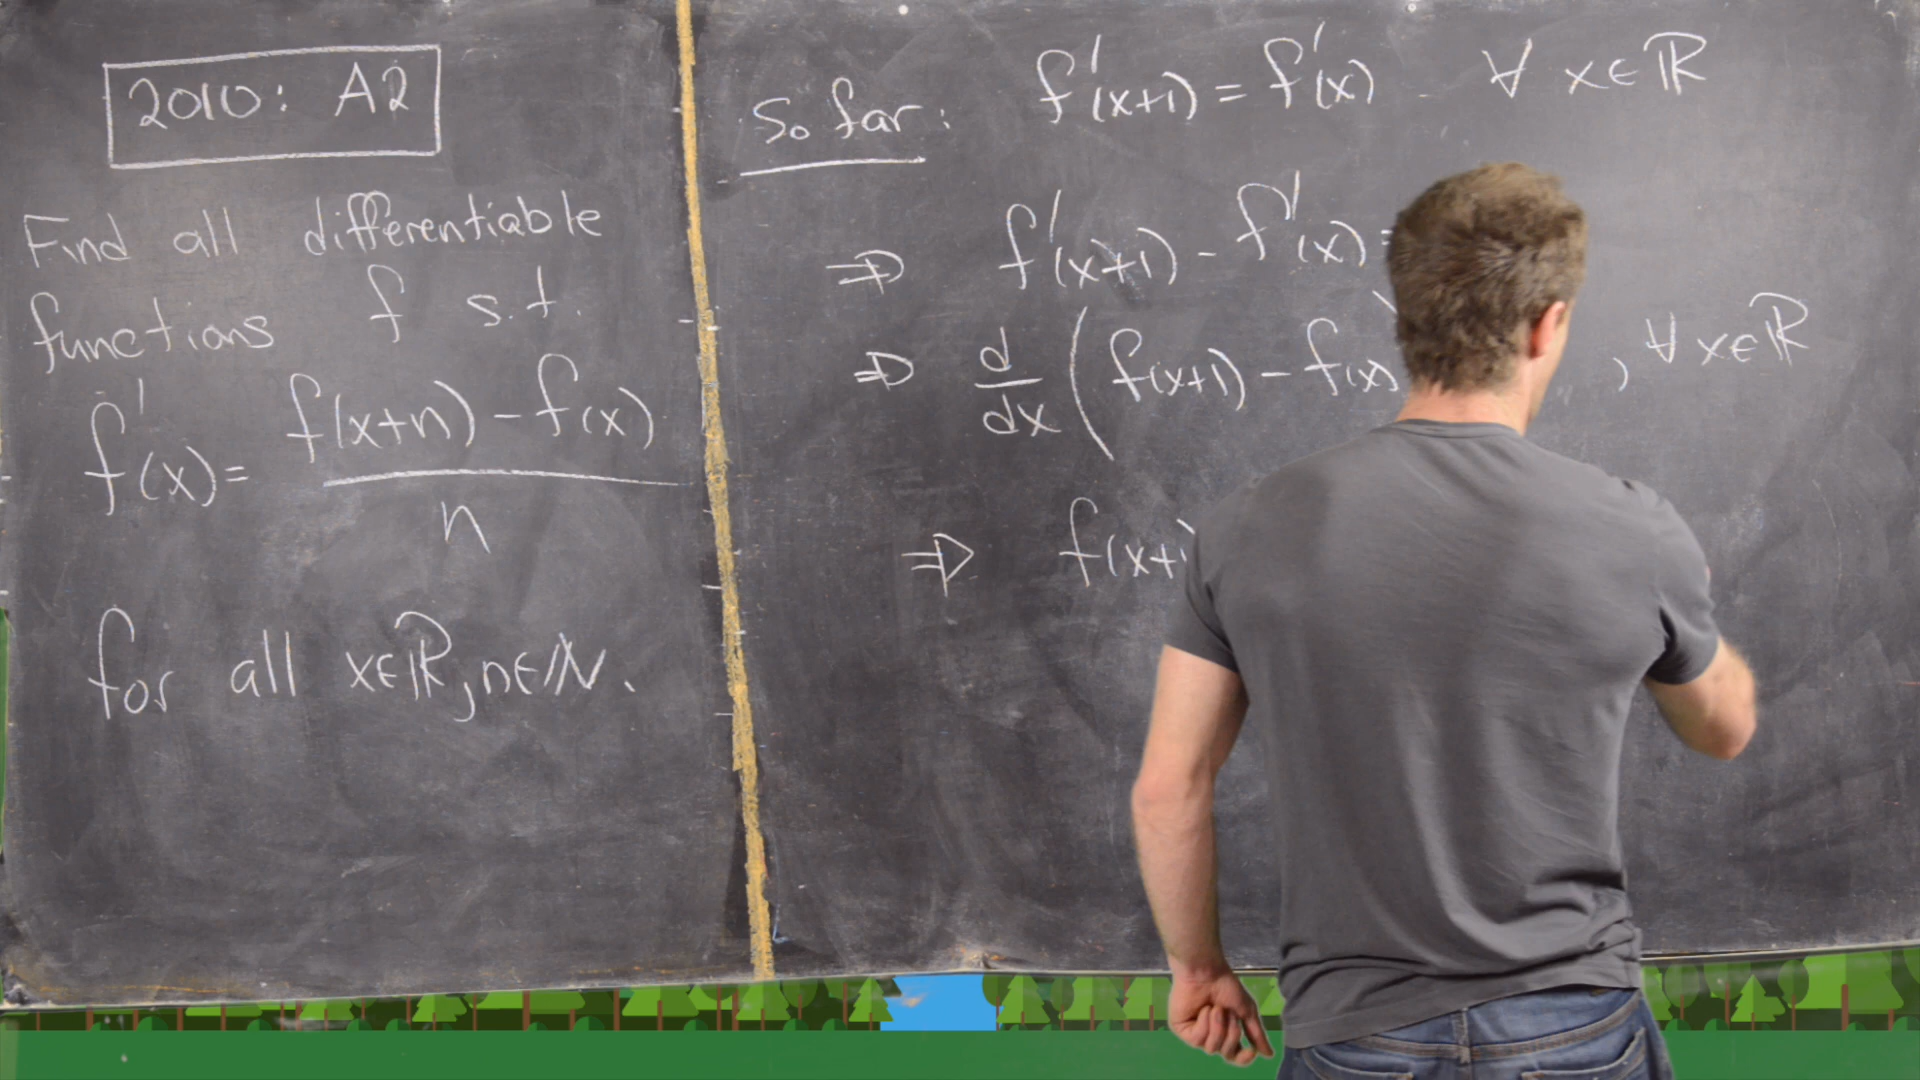 2010: A2
Find all differentiable
functions f s.t.
f'(x) = f(x+n) - f(x)
n
for all x∈ℝ, n∈ℕ.
So far: f'(x+1) = f'(x) ∀ x∈ℝ
⇒ f'(x+1) - f'(x) =
⇒ d/dx (f(x+1) - f(x) , ∀ x∈ℝ
⇒ f(x+1